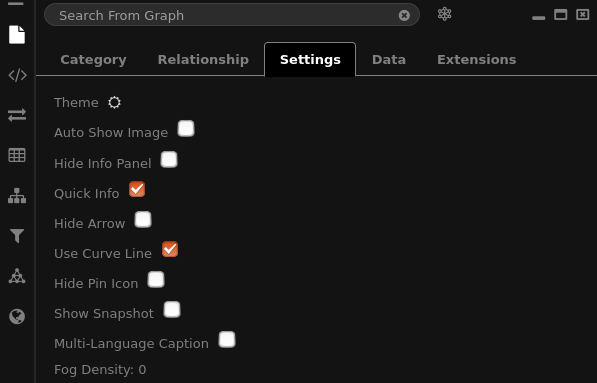 Search From Graph
Category Relationship Settings Data Extensions
Theme
Auto Show Image
Hide Info Panel
Quick Info
Hide Arrow
Use Curve Line
Hide Pin Icon
Show Snapshot
Multi-Language Caption
Fog Density: 0